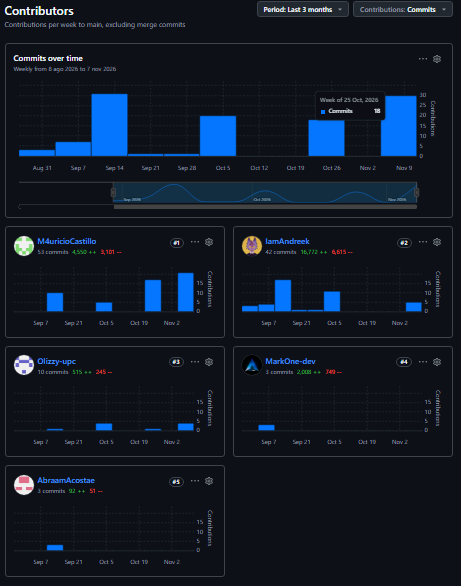 Contributors
Period: Last 3 months
Contributions: Commits
Contributions per week to main, excluding merge commits
Commits over time
Weekly from 8 ago 2026 to 7 nov 2026
Week of 25 Oct, 2026
Commits 18
30
25
20
15
10
5
0
Contributions
Aug 31 Sep 7 Sep 14 Sep 21 Sep 28 Oct 5 Oct 12 Oct 19 Oct 26 Nov 2 Nov 9
Sep 2026 Oct 2026 Nov 2026
M4uricioCastillo #1
53 commits 4,550 ++ 3,101 --
15
10
5
0
Contributions
Sep 7 Sep 21 Oct 5 Oct 19 Nov 2
IamAndreek #2
42 commits 16,772 ++ 6,615 --
15
10
5
0
Contributions
Sep 7 Sep 21 Oct 5 Oct 19 Nov 2
Olizzy-upc #3
10 commits 515 ++ 245 --
15
10
5
0
Contributions
Sep 7 Sep 21 Oct 5 Oct 19 Nov 2
MarkOne-dev #4
3 commits 2,008 ++ 749 --
15
10
5
0
Contributions
Sep 7 Sep 21 Oct 5 Oct 19 Nov 2
AbraamAcostae #5
3 commits 92 ++ 51 --
15
10
5
0
Contributions
Sep 7 Sep 21 Oct 5 Oct 19 Nov 2